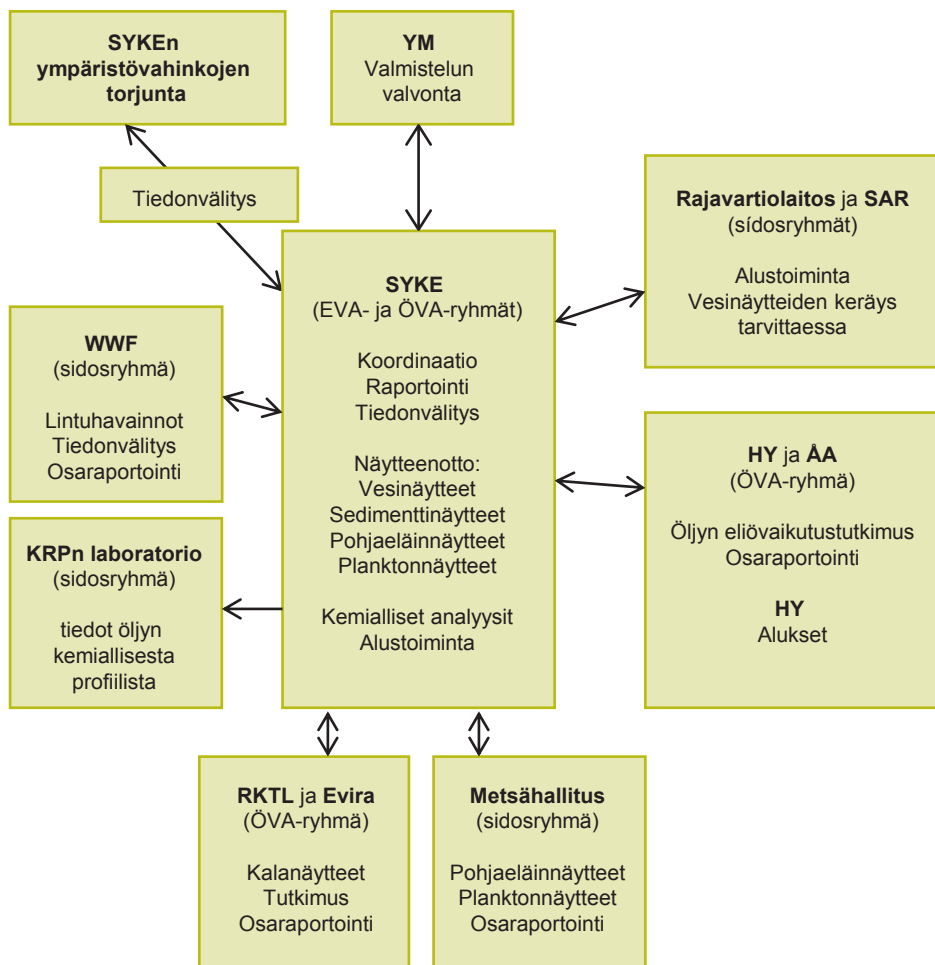 SYKEn
ympäristövahinkojen
torjunta
YM
Valmistelun
valvonta
Tiedonvälitys
Rajavartiolaitos ja SAR
(sídosryhmät)
Alustoiminta
Vesinäytteiden keräys
tarvittaessa
SYKE
(EVA- ja ÖVA-ryhmät)
Koordinaatio
Raportointi
Tiedonvälitys
Näytteenotto:
Vesinäytteet
Sedimenttinäytteet
Pohjaeläinnäytteet
Planktonnäytteet
Kemialliset analyysit
Alustoiminta
WWF
(sidosryhmä)
Lintuhavainnot
Tiedonvälitys
Osaraportointi
HY ja ÅA
(ÖVA-ryhmä)
Öljyn eliövaikutustutkimus
Osaraportointi
HY
Alukset
KRPn laboratorio
(sidosryhmä)
tiedot öljyn
kemiallisesta
profiilista
RKTL ja Evira
(ÖVA-ryhmä)
Kalanäytteet
Tutkimus
Osaraportointi
Metsähallitus
(sidosryhmä)
Pohjaeläinnäytteet
Planktonnäytteet
Osaraportointi